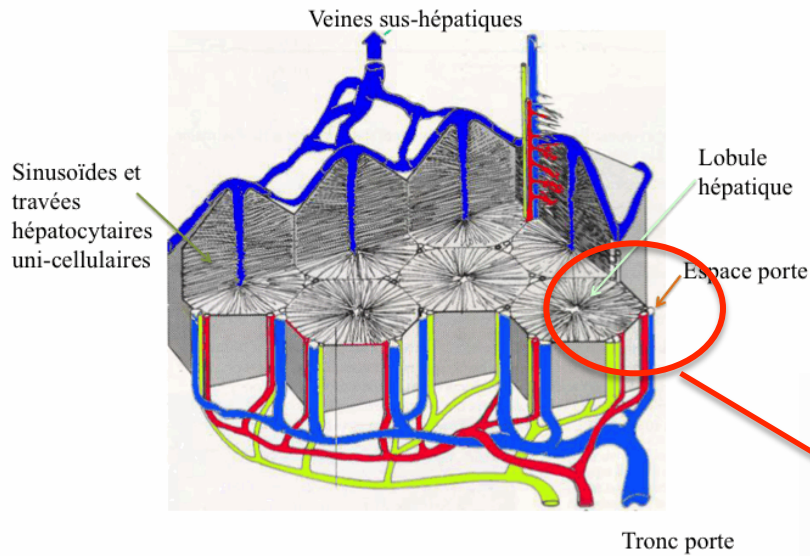 Veines sus-hépatiques
Sinusoïdes et
travées
hépatocytaires
uni-cellulaires
Lobule
hépatique
Espace porte
Tronc porte